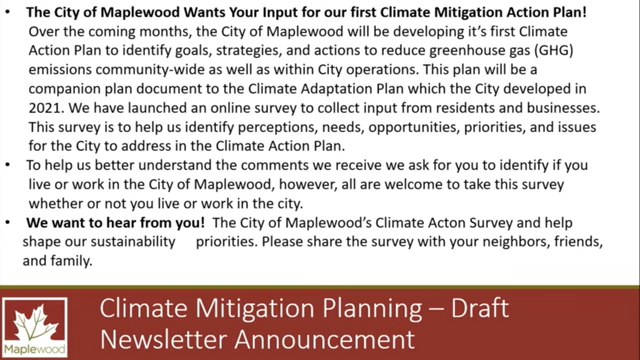 • The City of Maplewood Wants Your Input for our first Climate Mitigation Action Plan!
Over the coming months, the City of Maplewood will be developing it's first Climate
Action Plan to identify goals, strategies, and actions to reduce greenhouse gas (GHG)
emissions community-wide as well as within City operations. This plan will be a
companion plan document to the Climate Adaptation Plan which the City developed in
2021. We have launched an online survey to collect input from residents and businesses.
This survey is to help us identify perceptions, needs, opportunities, priorities, and issues
for the City to address in the Climate Action Plan.
• To help us better understand the comments we receive we ask for you to identify if you
live or work in the City of Maplewood, however, all are welcome to take this survey
whether or not you live or work in the city.
• We want to hear from you! The City of Maplewood's Climate Acton Survey and help
shape our sustainability priorities. Please share the survey with your neighbors, friends,
and family.
Climate Mitigation Planning – Draft
Newsletter Announcement
Maplewood